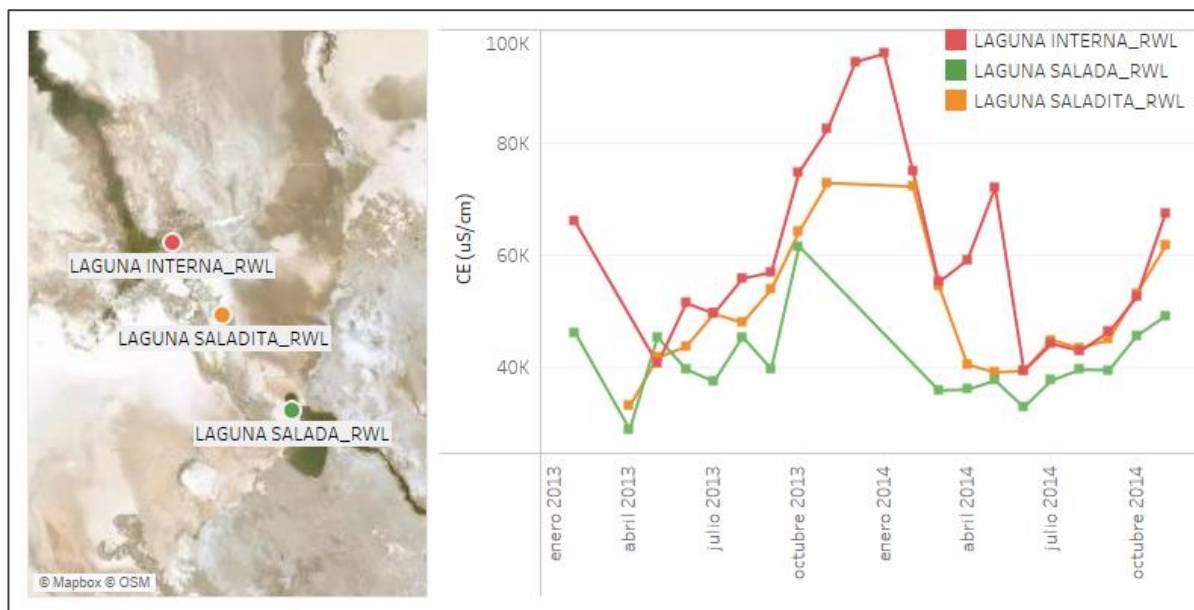 LAGUNA INTERNA_RWL
LAGUNA SALADITA_RWL
LAGUNA SALADA_RWL
© Mapbox © OSM
100K
80K
60K
40K
CE (uS/cm)
LAGUNA INTERNA_RWL
LAGUNA SALADA_RWL
LAGUNA SALADITA_RWL
enero 2013
abril 2013
julio 2013
octubre 2013
enero 2014
abril 2014
julio 2014
octubre 2014